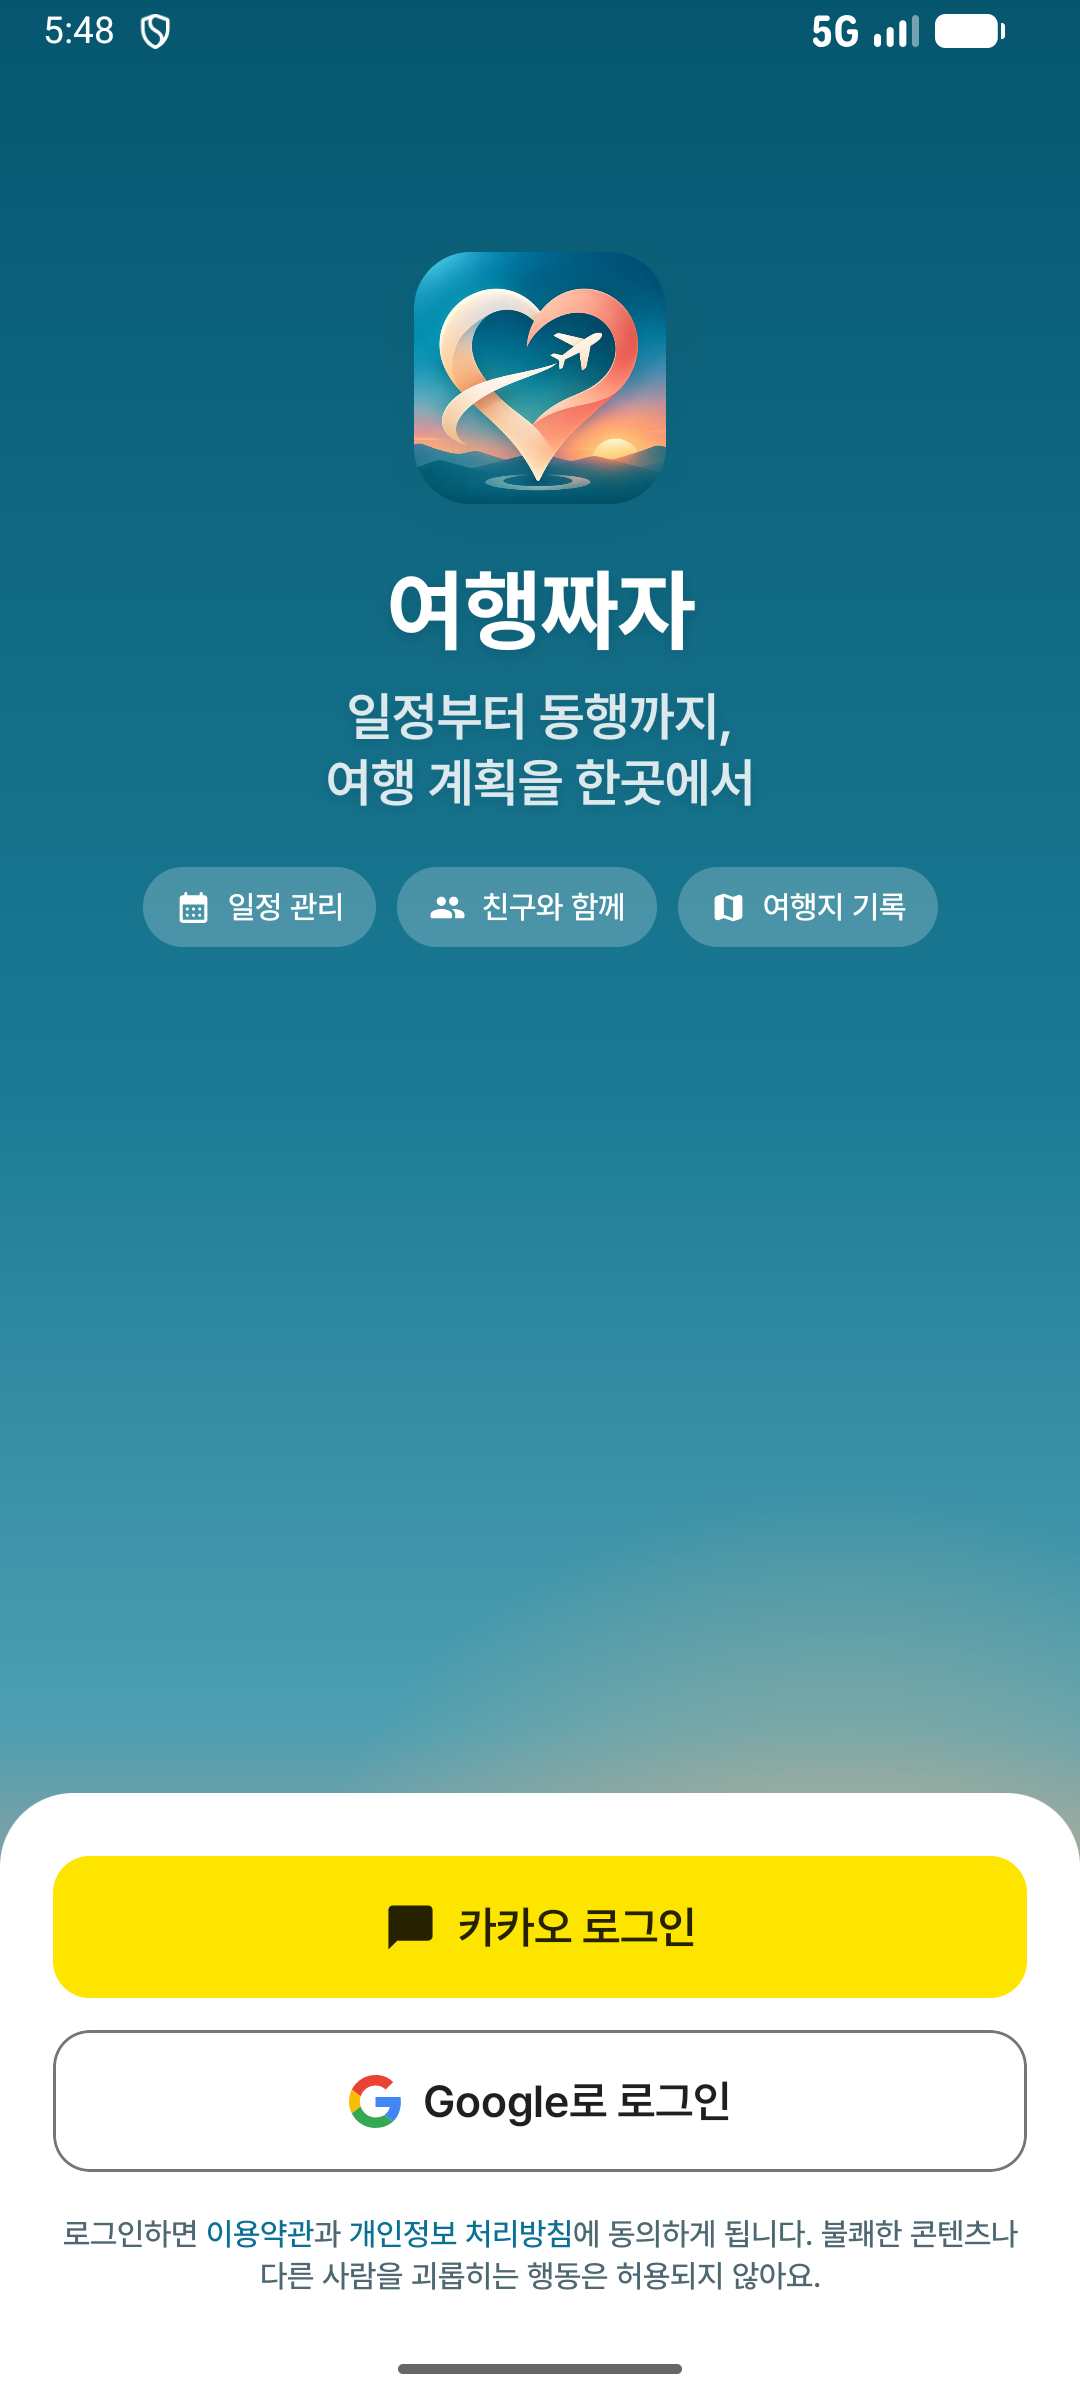 5:48
5G
여행짜자
일정부터 동행까지,
여행 계획을 한곳에서
일정 관리
친구와 함께
여행지 기록
카카오 로그인
Google로 로그인
로그인하면 이용약관과 개인정보 처리방침에 동의하게 됩니다. 불쾌한 콘텐츠나
다른 사람을 괴롭히는 행동은 허용되지 않아요.